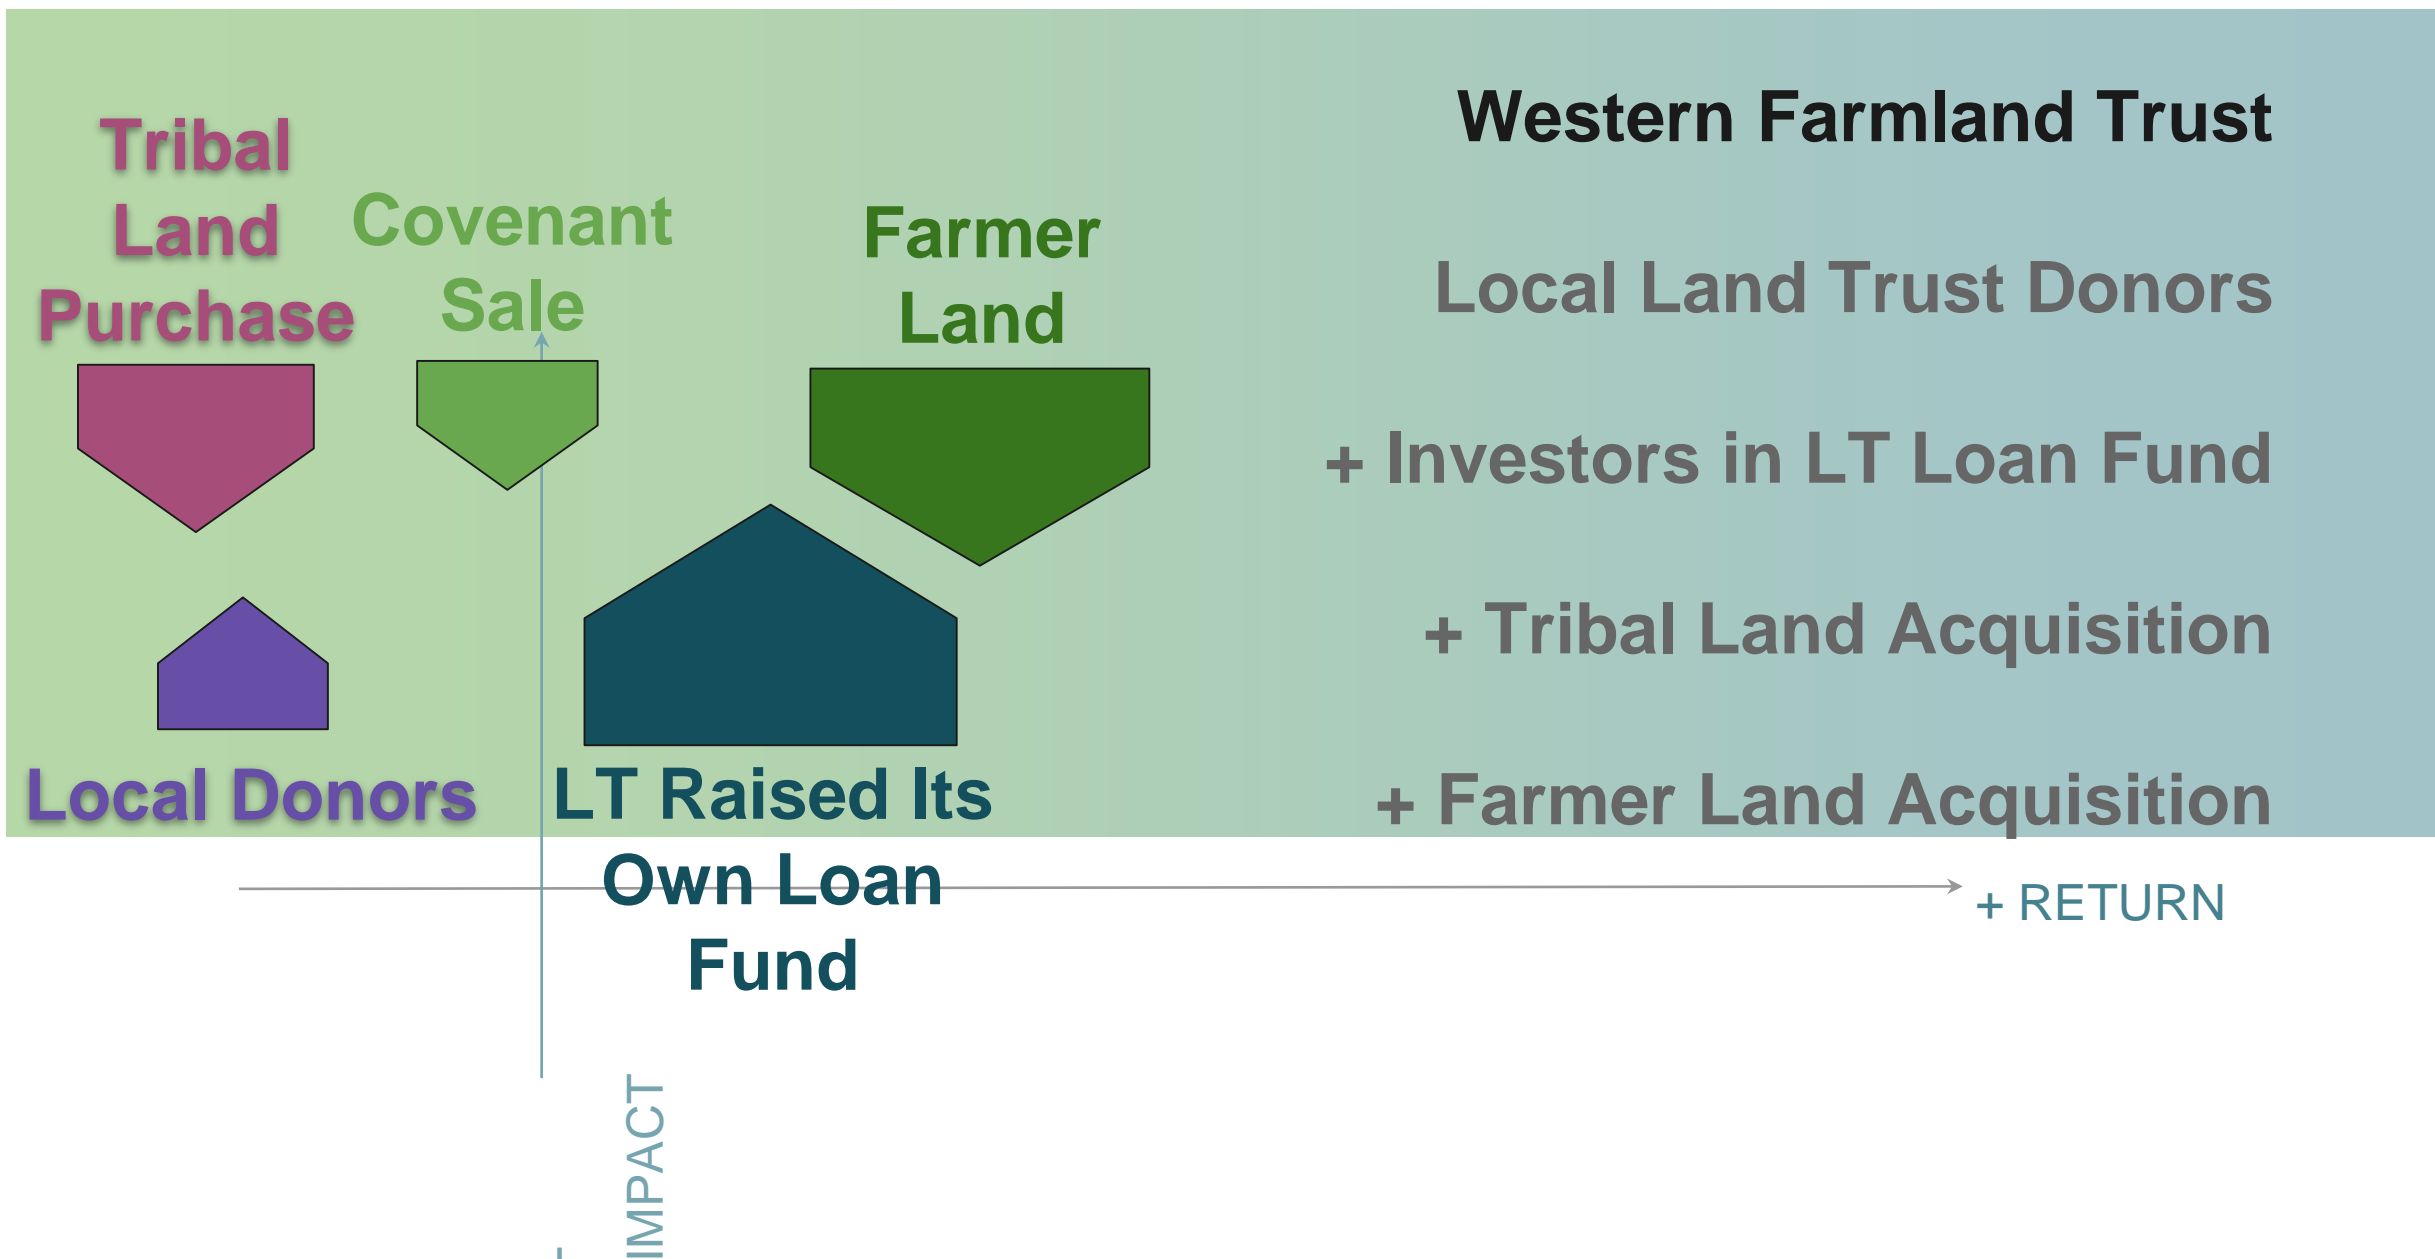 Tribal
Land
Purchase
Covenant
Sale
Farmer
Land
Western Farmland Trust
Local Land Trust Donors
+ Investors in LT Loan Fund
+ Tribal Land Acquisition
+ Farmer Land Acquisition
Local Donors
LT Raised Its
Own Loan
Fund
+ RETURN
IMPACT